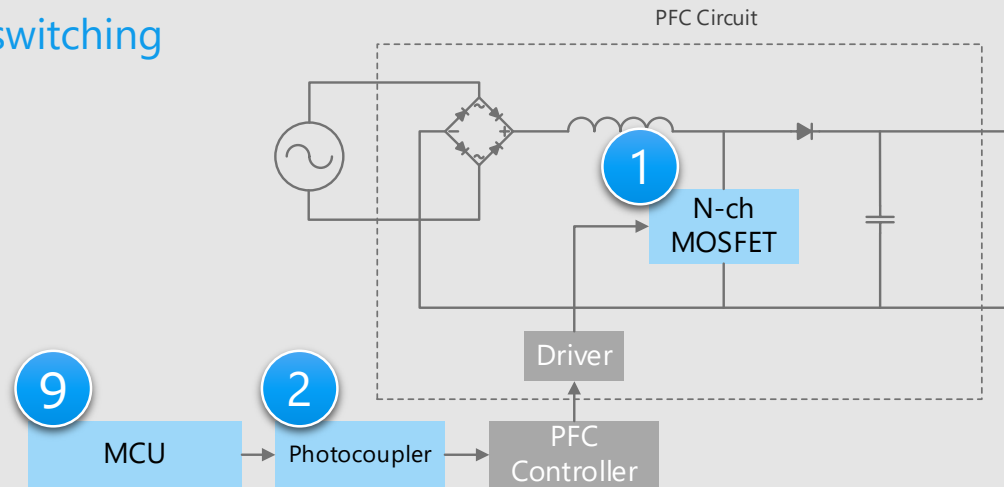 switching
PFC Circuit
1
N-ch
MOSFET
Driver
9
2
MCU
Photocoupler
PFC
Controller